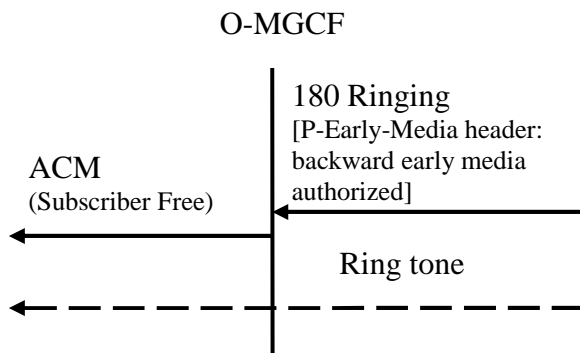 O-MGCF
180 Ringing
[P-Early-Media header:
backward early media
authorized]
ACM
(Subscriber Free)
Ring tone